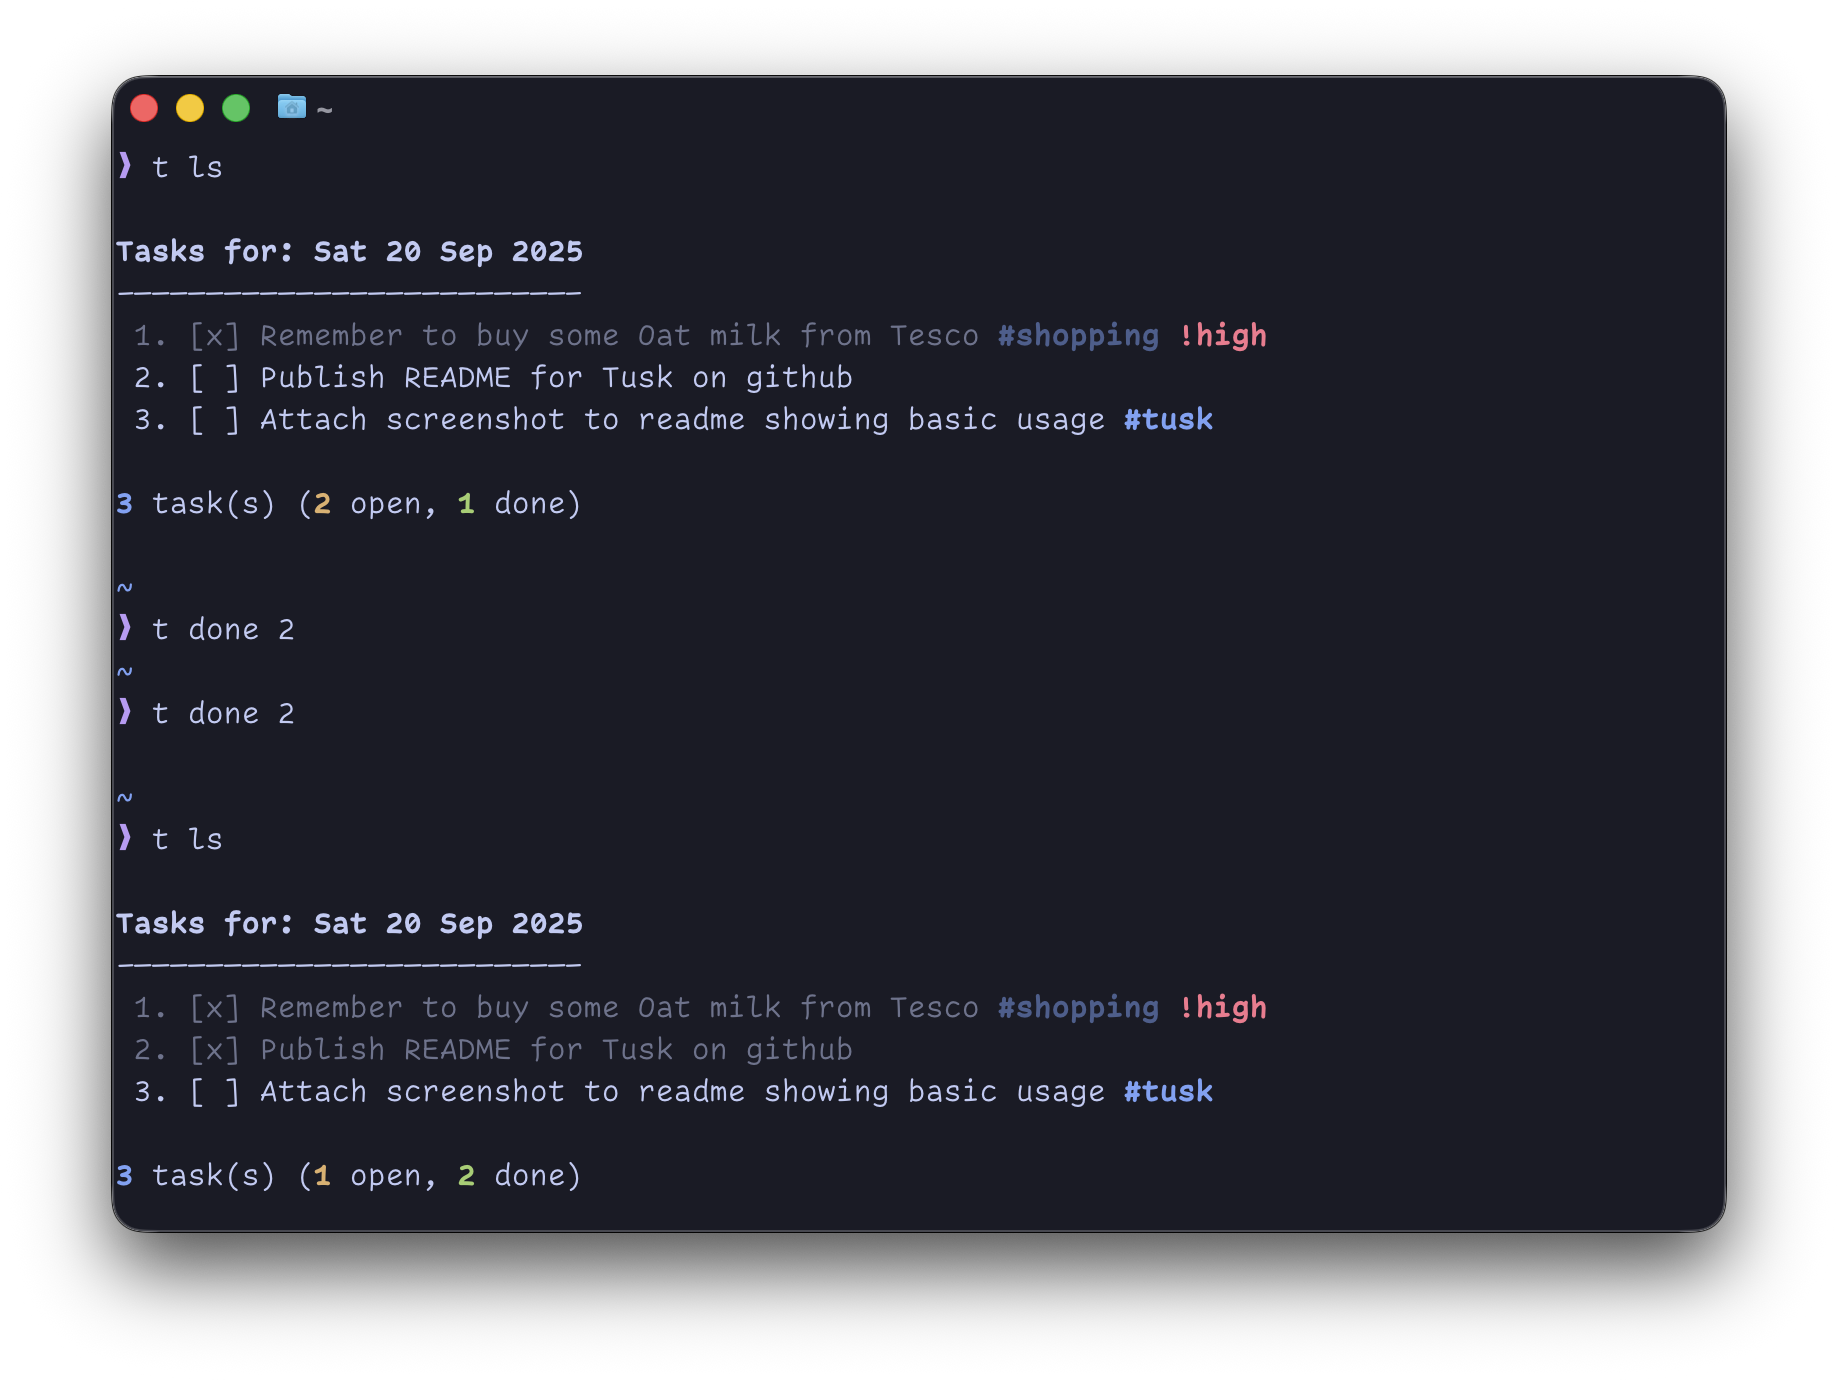 ~
❱ t ls
Tasks for: Sat 20 Sep 2025
──────────────────────────
1. [x] Remember to buy some Oat milk from Tesco #shopping !high
2. [ ] Publish README for Tusk on github
3. [ ] Attach screenshot to readme showing basic usage #tusk
3 task(s) (2 open, 1 done)
~
❱ t done 2
~
❱ t done 2
~
❱ t ls
Tasks for: Sat 20 Sep 2025
──────────────────────────
1. [x] Remember to buy some Oat milk from Tesco #shopping !high
2. [x] Publish README for Tusk on github
3. [ ] Attach screenshot to readme showing basic usage #tusk
3 task(s) (1 open, 2 done)